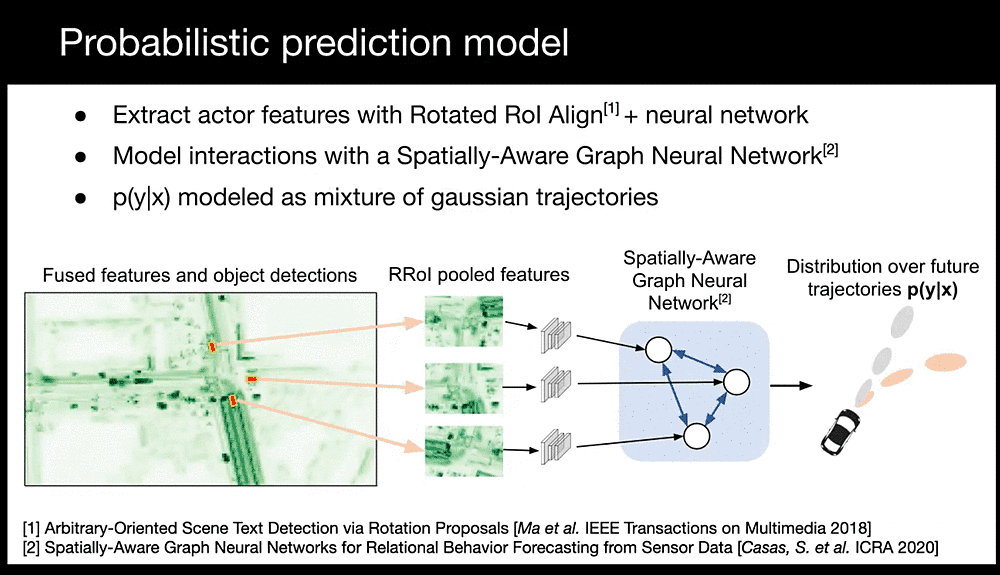 Probabilistic prediction model
● Extract actor features with Rotated RoI Align[1] + neural network
● Model interactions with a Spatially-Aware Graph Neural Network[2]
● p(y|x) modeled as mixture of gaussian trajectories
Fused features and object detections
RRoI pooled features
Spatially-Aware
Graph Neural
Network[2]
Distribution over future
trajectories p(y|x)
[1] Arbitrary-Oriented Scene Text Detection via Rotation Proposals [Ma et al. IEEE Transactions on Multimedia 2018]
[2] Spatially-Aware Graph Neural Networks for Relational Behavior Forecasting from Sensor Data [Casas, S. et al. ICRA 2020]